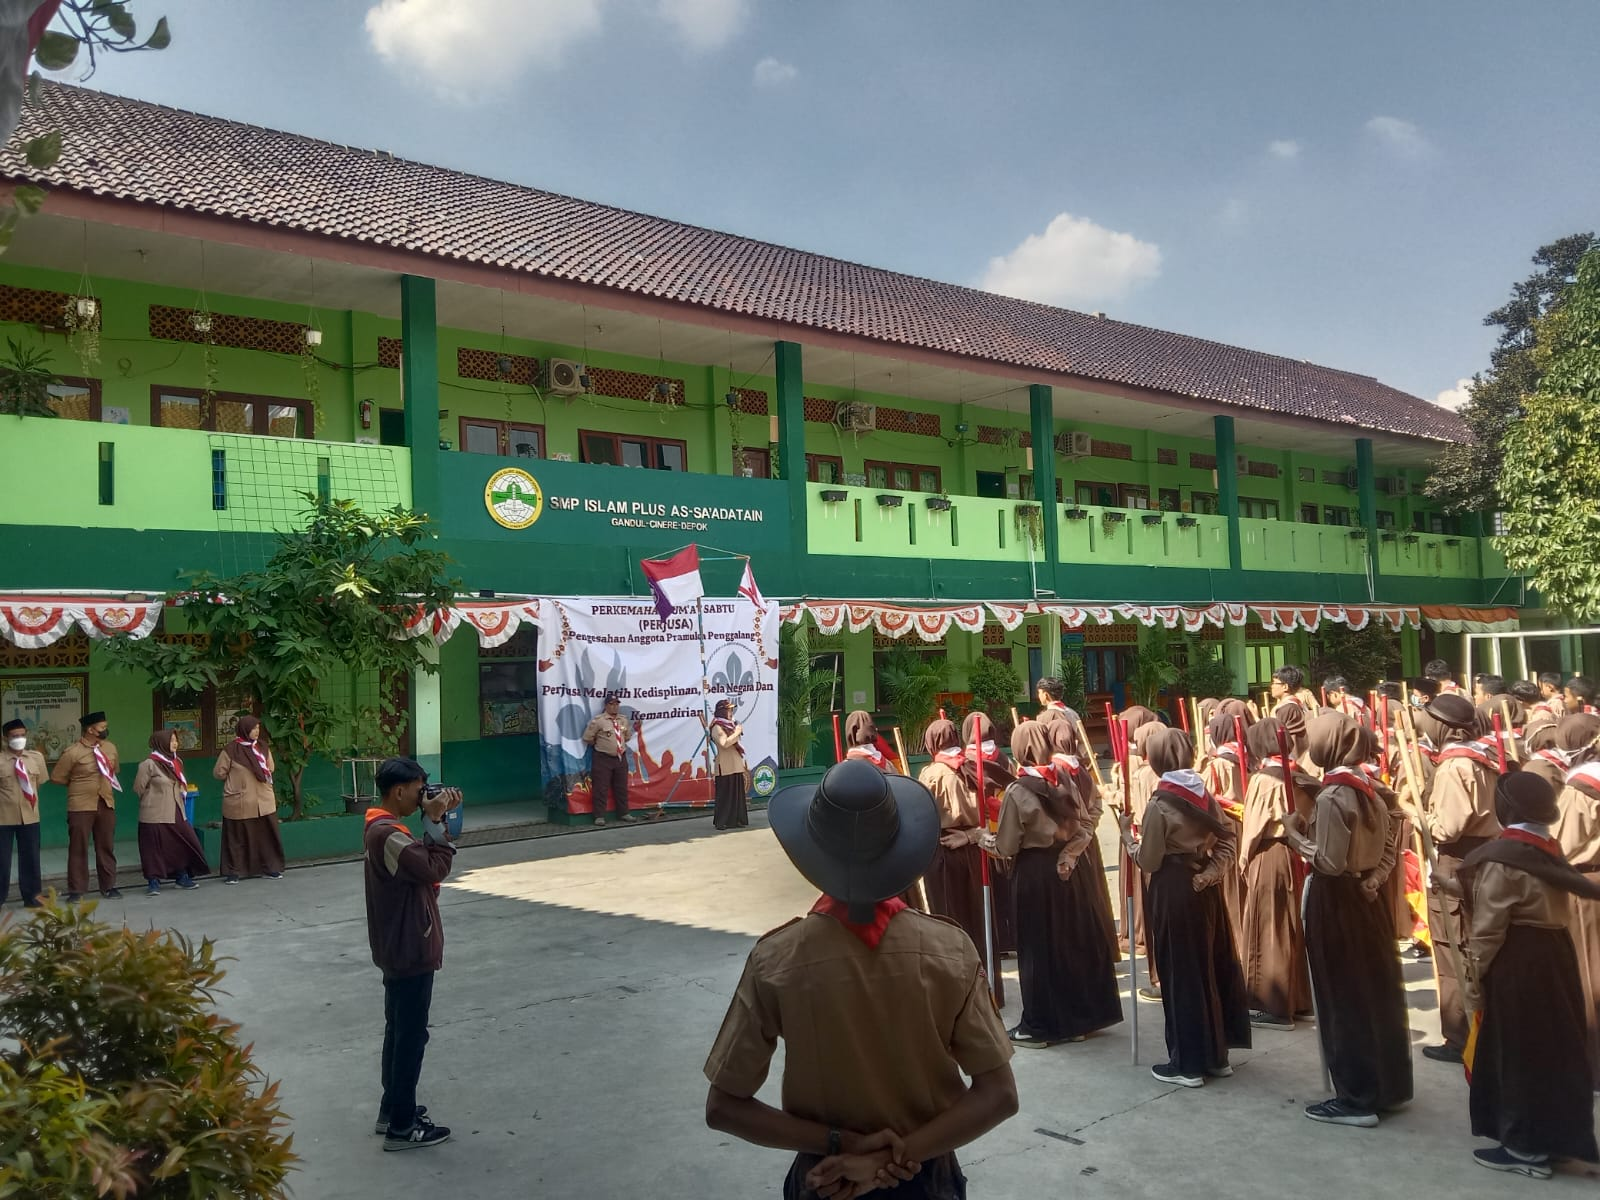 SMP ISLAM PLUS AS-SA'ADATAIN
GANDUL-CINERE-DEPOK
PERKEMAHAN JUM'AT SABTU
(PERJUSA)
Pengesahan Anggota Pramuka Penggalang
Perjusa Melatih Kedisplinan, Bela Negara Dan
Kemandirian